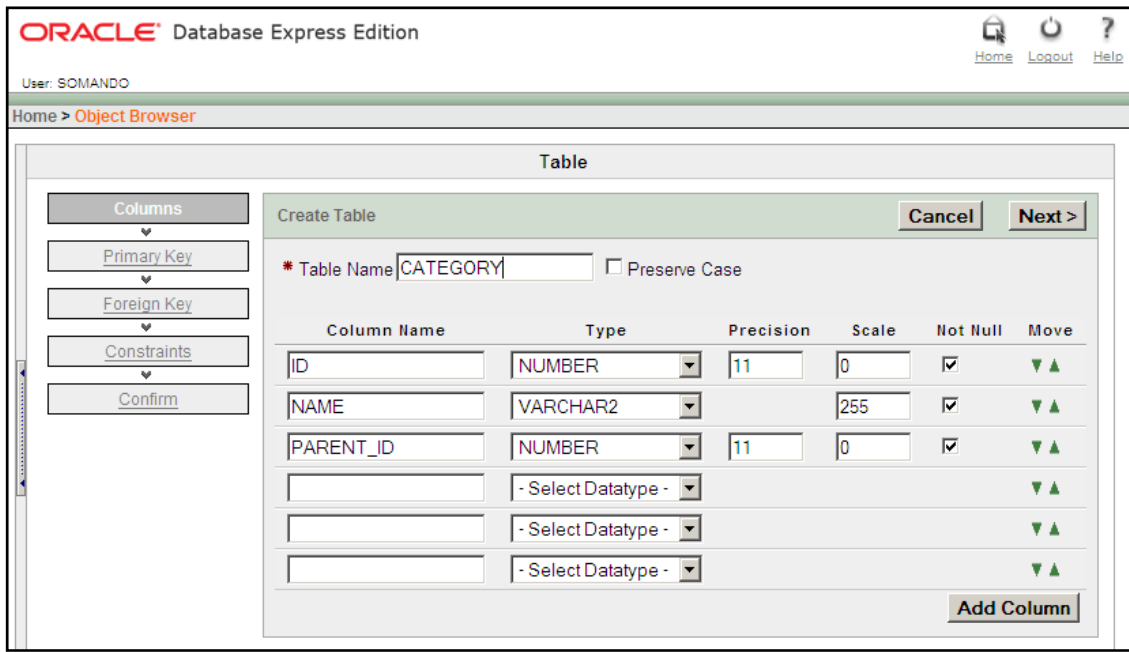 ORACLE® Database Express Edition
Home Logout ? Help
User: SOMANDO
Home > Object Browser
Table
Columns
Primary Key
Foreign Key
Constraints
Confirm
Create Table
Cancel
Next >
* Table Name CATEGORY Preserve Case
Column Name Type Precision Scale Not Null Move
ID NUMBER 11 0
NAME VARCHAR2 255
PARENT_ID NUMBER 11 0
- Select Datatype -
- Select Datatype -
- Select Datatype -
Add Column